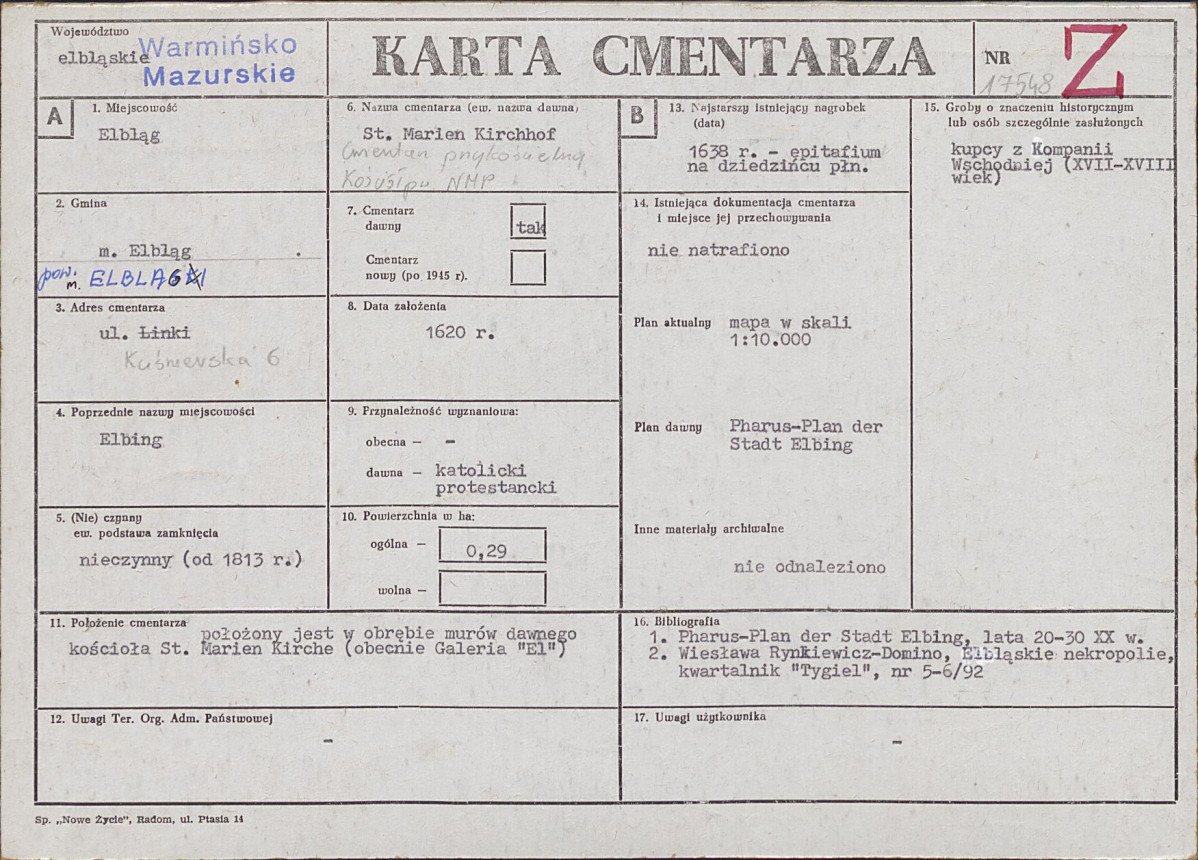 Województwo
elbląskie Warmińsko
Mazurskie
KARTA CMENTARZA
NR
17548
Z
A
1. Miejscowość
Elbląg
2. Gmina
m. Elbląg
pow. m. ELBLĄG
3. Adres cmentarza
ul. Linki
Kuśnierska 6
4. Poprzednie nazwy miejscowości
Elbing
5. (Nie) czynny
ew. podstawa zamknięcia
nieczynny (od 1813 r.)
6. Nazwa cmentarza (ew. nazwa dawna)
St. Marien Kirchhof
Cmentarz przykościelny
NMP
7. Cmentarz
dawny
tak
Cmentarz
nowy (po 1945 r).
8. Data założenia
1620 r.
9. Przynależność wyznaniowa:
obecna — -
dawna — katolicki
protestancki
10. Powierzchnia w ha:
ogólna — 0,29
wolna —
B
13. Najstarszy istniejący nagrobek
(data)
1638 r. - epitafium
na dziedzińcu płn.
14. Istniejąca dokumentacja cmentarza
i miejsce jej przechowywania
nie natrafiono
Plan aktualny mapa w skali
1:10.000
Plan dawny Pharus-Plan der
Stadt Elbing
Inne materiały archiwalne
nie odnaleziono
15. Groby o znaczeniu historycznym
lub osób szczególnie zasłużonych
kupcy z Kompanii
Wschodniej (XVII-XVIII
wiek)
11. Położenie cmentarza
położony jest w obrębie murów dawnego
kościoła St. Marien Kirche (obecnie Galeria "El")
16. Bibliografia
1. Pharus-Plan der Stadt Elbing, lata 20-30 XX w.
2. Wiesława Rynkiewicz-Domino, Elbląskie nekropolie,
kwartalnik "Tygiel", nr 5-6/92
12. Uwagi Ter. Org. Adm. Państwowej
-
17. Uwagi użytkownika
-
Sp. „Nowe Życie", Radom, ul. Ptasia 14